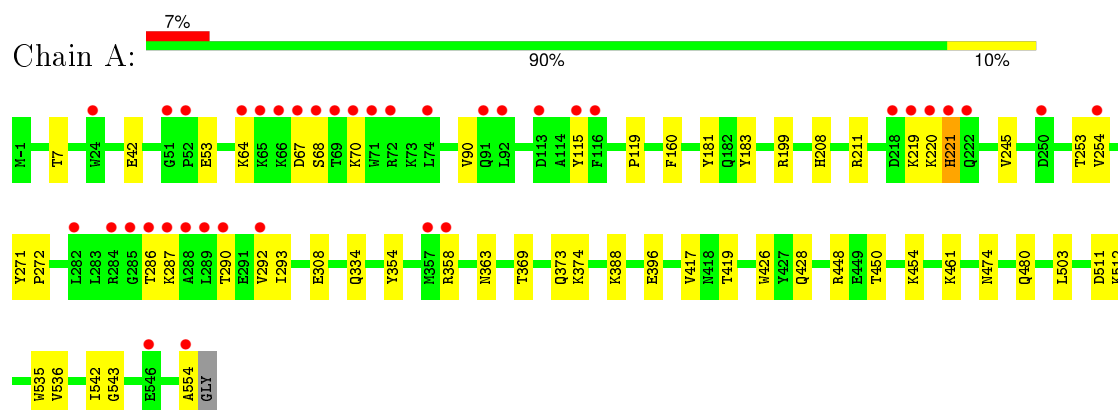 7%
Chain A:
90%
10%
M-1 T7 W24 E42 G51 P52 E53 K64 K65 K66 D67 S68 T69 K70 W71 R72 K73 L74 V90 Q91 L92 D113 A114 Y115 F116 P119 F160 Y181 Q182 Y183 R199 H208 R211 D218 K219 K220 H221 Q222 V245 D250 T253 V254
Y271 P272 L282 L283 R284 G285 T286 K287 A288 L289 T290 E291 V292 I293 E308 Q334 Y354 M357 R358 N363 T369 Q373 K374 K388 E396 V417 N418 T419 W426 Y427 Q428 R448 E449 T450 K454 K461 N474 Q480 L503 D511 K512
W535 V536 I542 G543 E546 A554 GLY